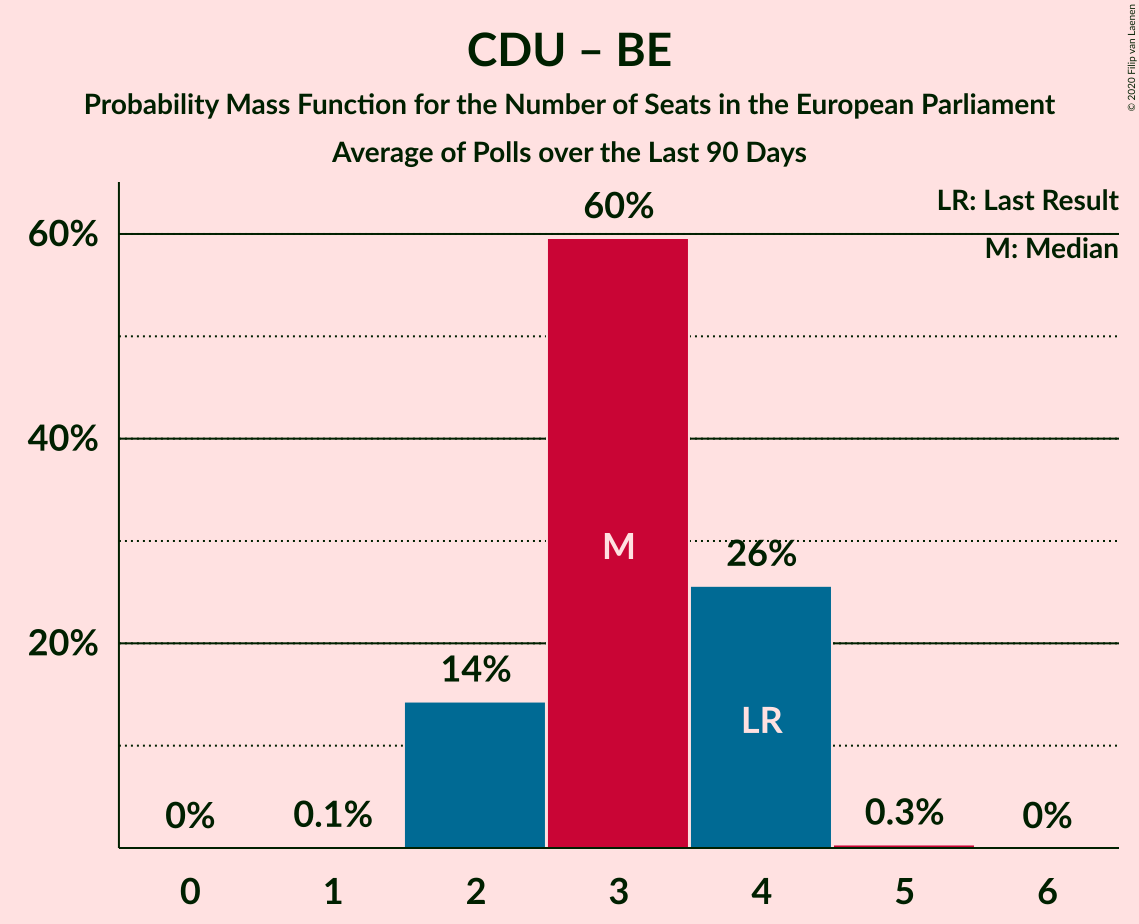 CDU – BE
Probability Mass Function for the Number of Seats in the European Parliament
Average of Polls over the Last 90 Days
© 2020 Filip van Laenen
LR: Last Result
M: Median
60%
40%
20%
0%
0.1%
14%
60%
26%
0.3%
0%
M
LR
0 1 2 3 4 5 6